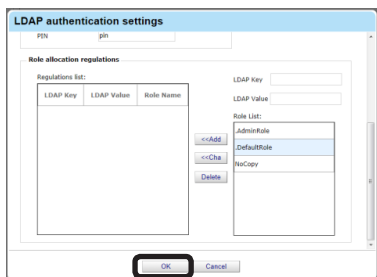 LDAP authentication settings
PIN
pin
Role allocation regulations
Regulations list:
LDAP Key
LDAP Value
Role Name
LDAP Key
LDAP Value
Role List:
.AdminRole
.DefaultRole
NoCopy
<<Add
<<Cha
Delete
OK
Cancel